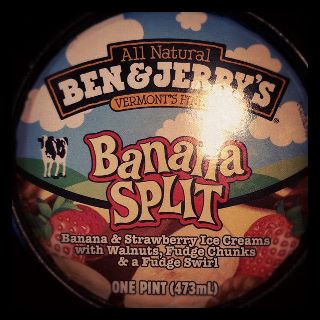 All Natural
BEN & JERRY'S
VERMONT'S
Banana
SPLIT
Banana & Strawberry Ice Creams
with Walnuts, Fudge Chunks
& a Fudge Swirl
ONE PINT (473mL)